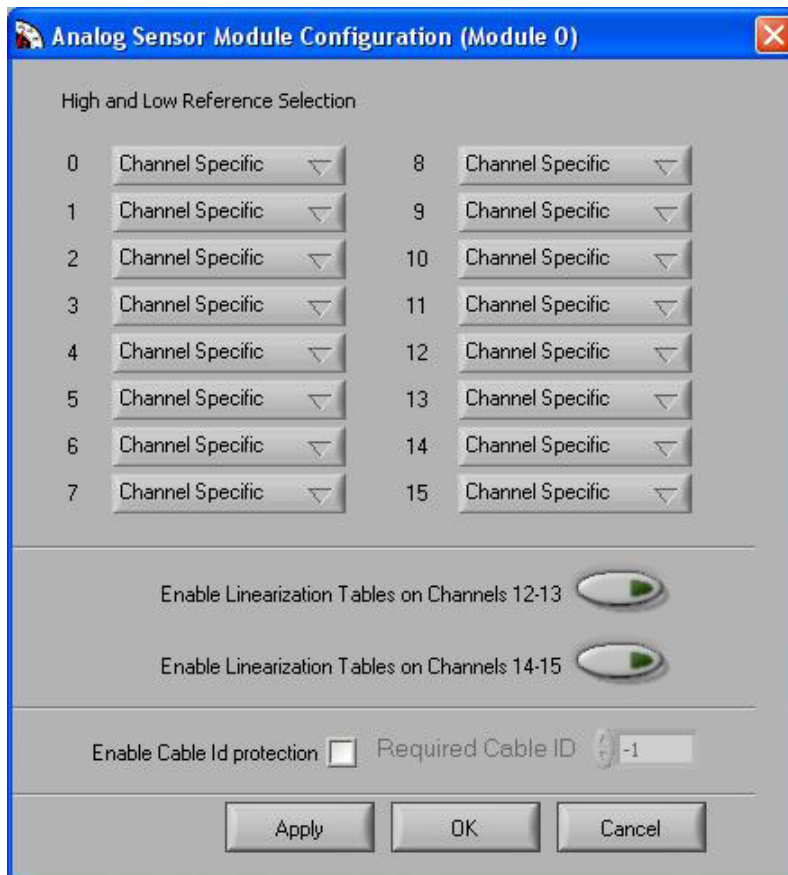 Analog Sensor Module Configuration (Module 0)
High and Low Reference Selection
0 Channel Specific 8 Channel Specific
1 Channel Specific 9 Channel Specific
2 Channel Specific 10 Channel Specific
3 Channel Specific 11 Channel Specific
4 Channel Specific 12 Channel Specific
5 Channel Specific 13 Channel Specific
6 Channel Specific 14 Channel Specific
7 Channel Specific 15 Channel Specific
Enable Linearization Tables on Channels 12-13
Enable Linearization Tables on Channels 14-15
Enable Cable Id protection Required Cable ID -1
Apply OK Cancel